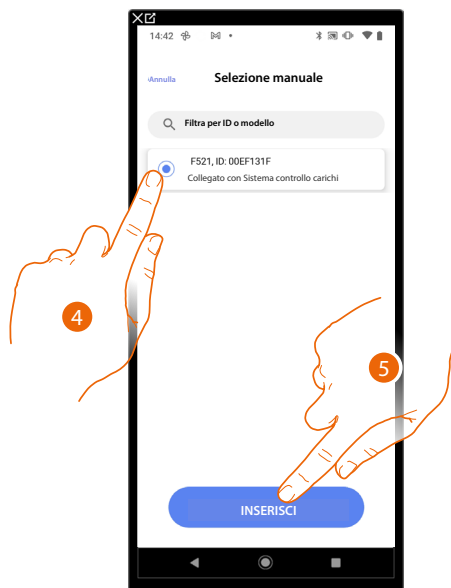 14:42
‹Annulla
Selezione manuale
Filtra per ID o modello
F521, ID: 00EF131F
Collegato con Sistema controllo carichi
4
5
INSERISCI